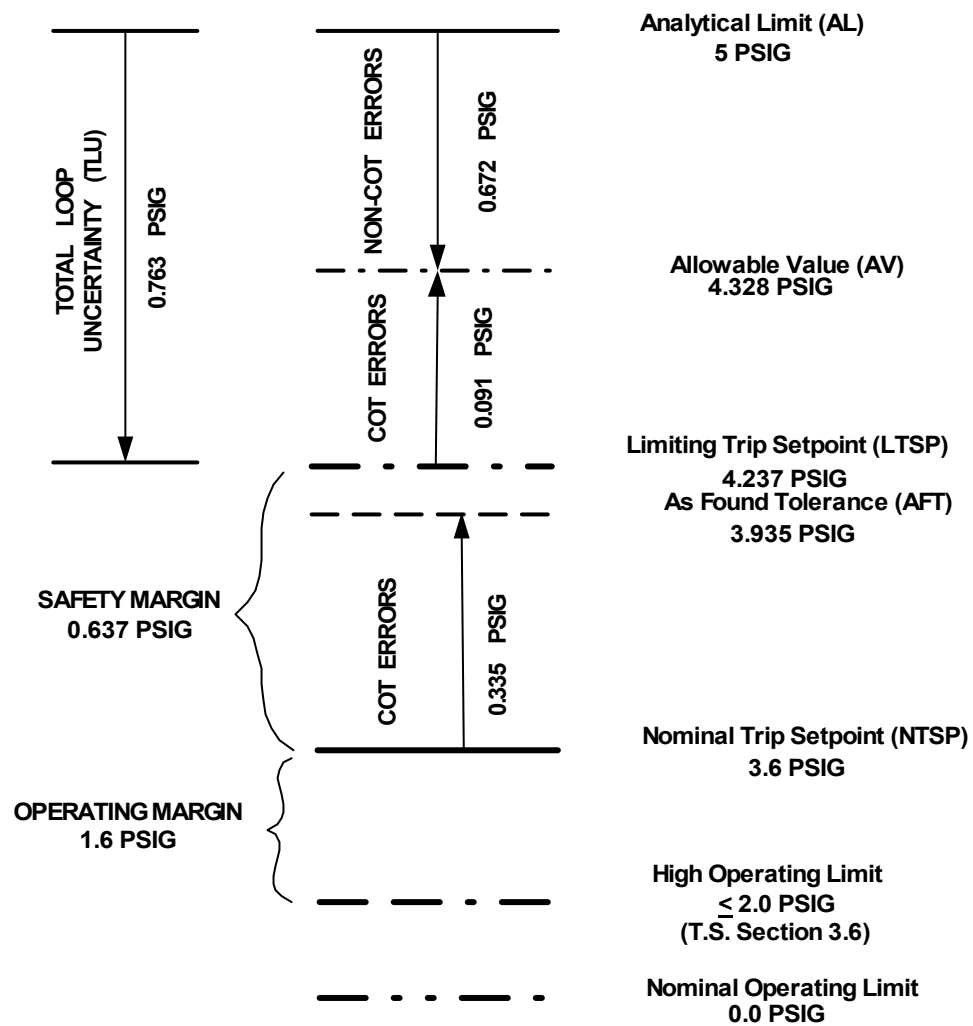 Analytical Limit (AL)
5 PSIG
TOTAL LOOP
UNCERTAINTY (TLU)
0.763 PSIG
NON-COT ERRORS
0.672 PSIG
Allowable Value (AV)
4.328 PSIG
COT ERRORS
0.091 PSIG
Limiting Trip Setpoint (LTSP)
4.237 PSIG
As Found Tolerance (AFT)
3.935 PSIG
SAFETY MARGIN
0.637 PSIG
COT ERRORS
0.335 PSIG
Nominal Trip Setpoint (NTSP)
3.6 PSIG
OPERATING MARGIN
1.6 PSIG
High Operating Limit
≤ 2.0 PSIG
(T.S. Section 3.6)
Nominal Operating Limit
0.0 PSIG